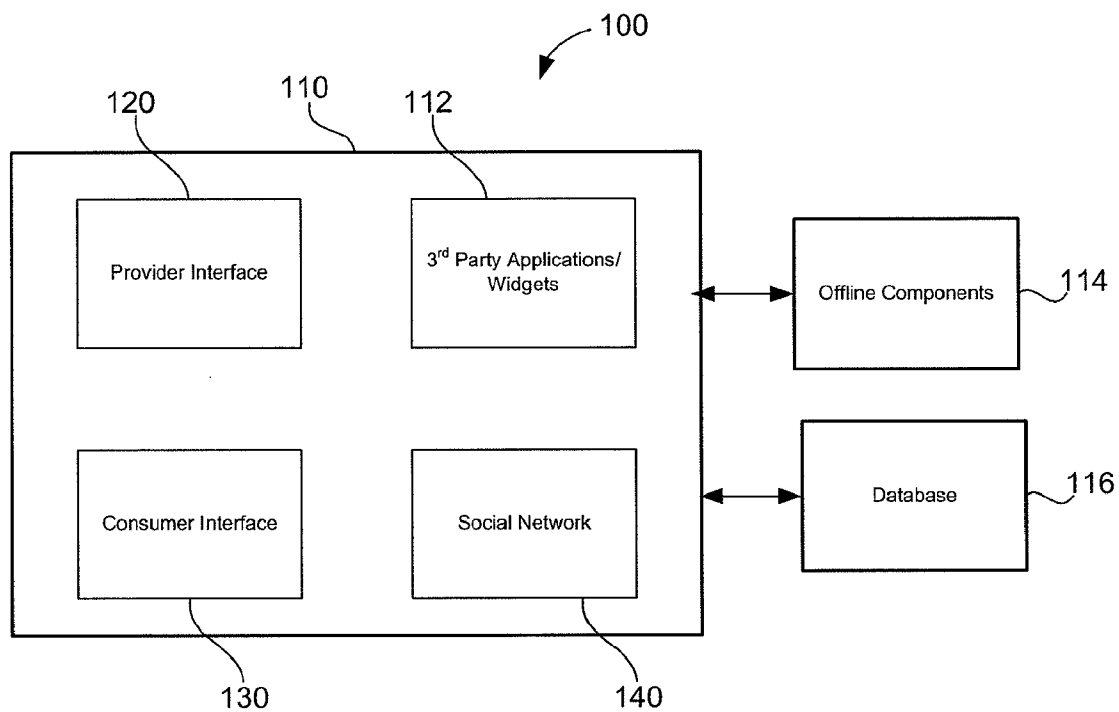 100
110
120
112
Provider Interface
3rd Party Applications/
Widgets
Offline Components
114
Consumer Interface
Social Network
Database
116
130
140